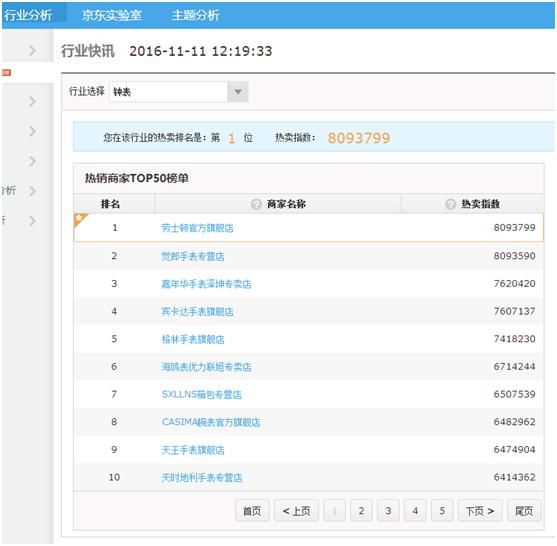 行业分析 京东实验室 主题分析
行业快讯 2016-11-11 12:19:33
行业选择 钟表
您在该行业的热卖排名是：第 1 位 热卖指数： 8093799
热销商家TOP50榜单
排名 商家名称 热卖指数
1 劳士顿官方旗舰店 8093799
2 觉郎手表专营店 8093590
3 嘉年华手表泽坤专卖店 7620420
4 宾卡达手表旗舰店 7607137
5 格林手表旗舰店 7418230
6 海鸥表优力联旭专卖店 6714244
7 SXLLNS箱包专营店 6507539
8 CASIMA腕表官方旗舰店 6482962
9 天王手表旗舰店 6474904
10 天时地利手表专营店 6414362
首页 < 上页 1 2 3 4 5 下页 > 尾页
分析
析